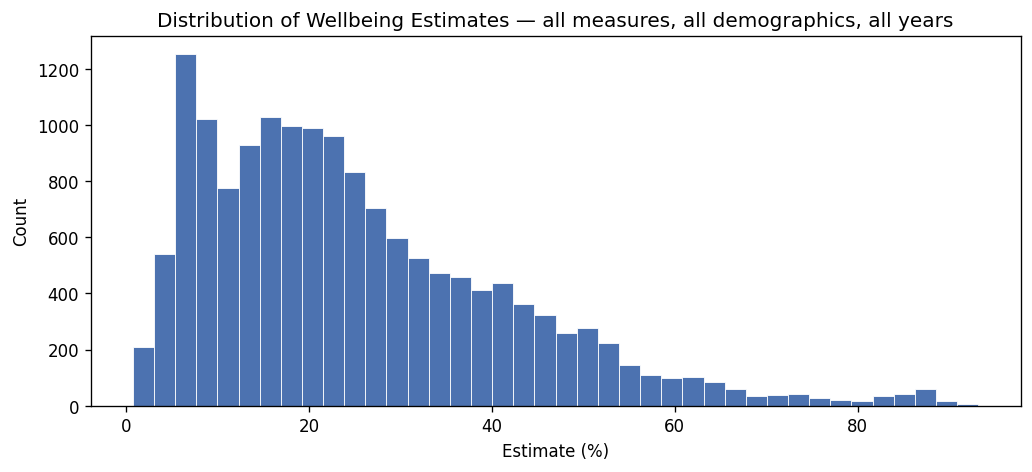 Distribution of Wellbeing Estimates — all measures, all demographics, all years
1200
1000
800
600
400
200
0
Count
0 20 40 60 80
Estimate (%)